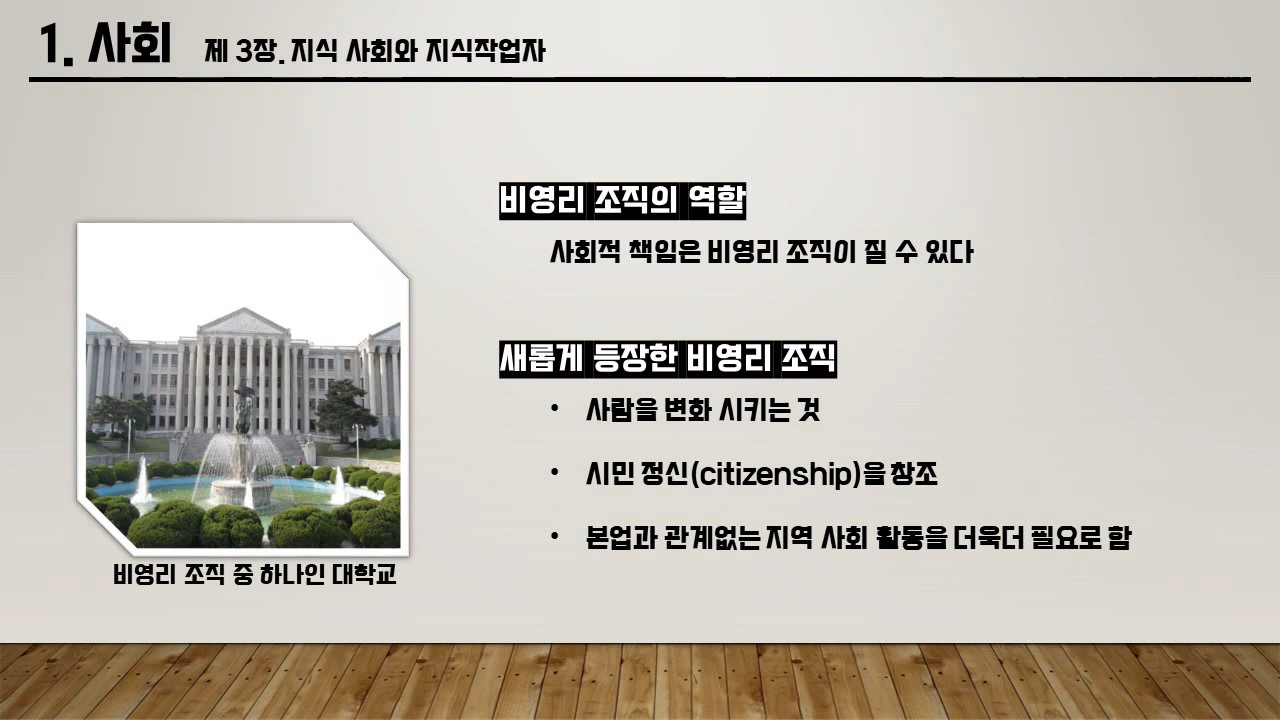 1. 사회 제 3장. 지식 사회와 지식작업자
비영리 조직의 역할
사회적 책임은 비영리 조직이 질 수 있다
새롭게 등장한 비영리 조직
• 사람을 변화 시키는 것
• 시민 정신(citizenship)을 창조
• 본업과 관계없는 지역 사회 활동을 더욱더 필요로 함
비영리 조직 중 하나인 대학교